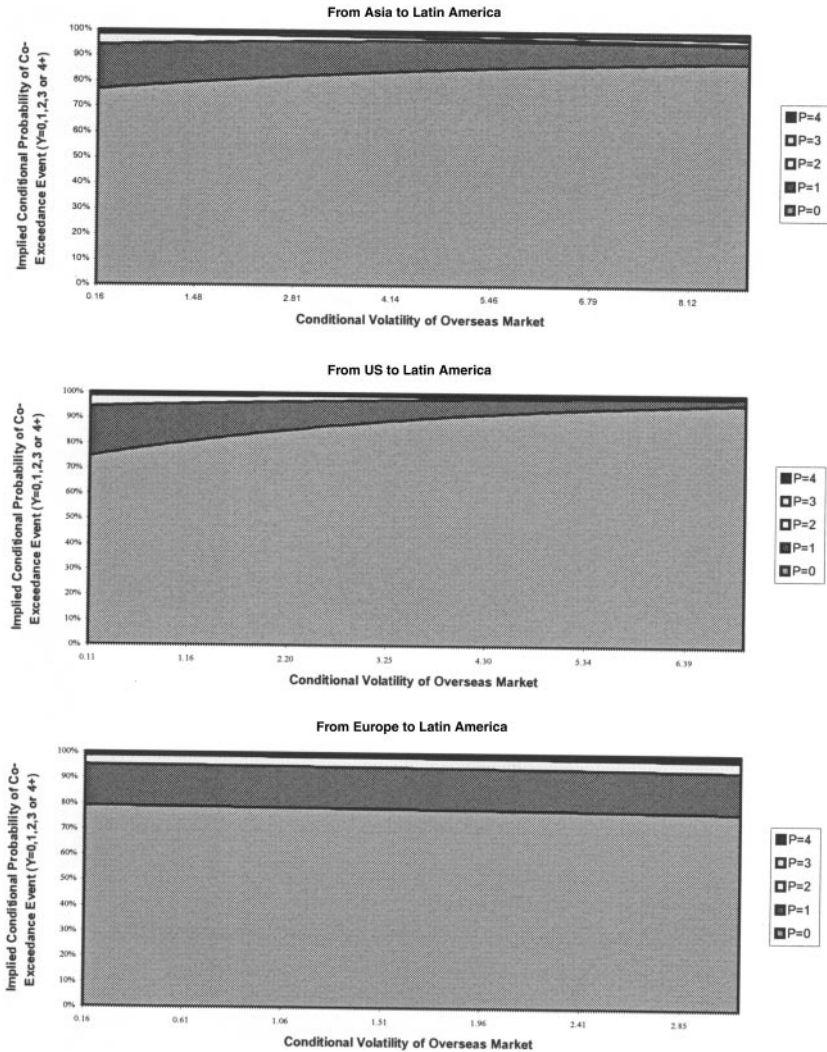 From Asia to Latin America
Implied Conditional Probability of Co-
Exceedance Event (Y=0,1,2,3 or 4+)
100%
90%
80%
70%
60%
50%
40%
30%
20%
10%
0%
0.16 1.48 2.81 4.14 5.46 6.79 8.12
Conditional Volatility of Overseas Market
P=4
P=3
P=2
P=1
P=0
From US to Latin America
Implied Conditional Probability of Co-
Exceedance Event (Y=0,1,2,3 or 4+)
100%
90%
80%
70%
60%
50%
40%
30%
20%
10%
0%
0.11 1.16 2.20 3.25 4.30 5.34 6.39
Conditional Volatility of Overseas Market
P=4
P=3
P=2
P=1
P=0
From Europe to Latin America
Implied Conditional Probability of Co-
Exceedance Event (Y=0,1,2,3 or 4+)
100%
90%
80%
70%
60%
50%
40%
30%
20%
10%
0%
0.16 0.61 1.06 1.51 1.96 2.41 2.85
Conditional Volatility of Overseas Market
P=4
P=3
P=2
P=1
P=0